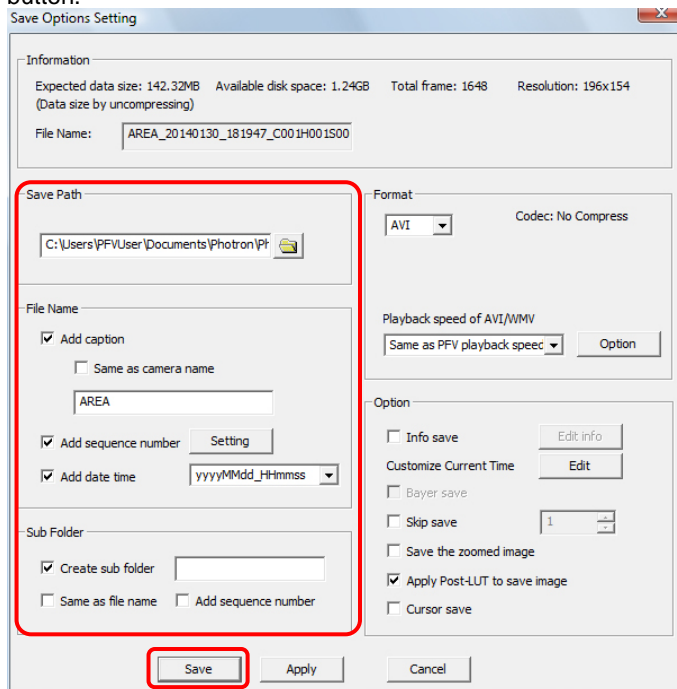 button.
Save Options Setting
Information
Expected data size: 142.32MB Available disk space: 1.24GB Total frame: 1648 Resolution: 196x154
(Data size by uncompressing)
File Name: AREA_20140130_181947_C001H001S00
Save Path
C:\Users\PFVUser\Documents\Photron\Ph
File Name
Add caption
Same as camera name
AREA
Add sequence number Setting
Add date time yyyyMMdd_HHmmss
Sub Folder
Create sub folder
Same as file name Add sequence number
Format
AVI Codec: No Compress
Playback speed of AVI/WMV
Same as PFV playback speed Option
Option
Info save Edit info
Customize Current Time Edit
Bayer save
Skip save 1
Save the zoomed image
Apply Post-LUT to save image
Cursor save
Save Apply Cancel